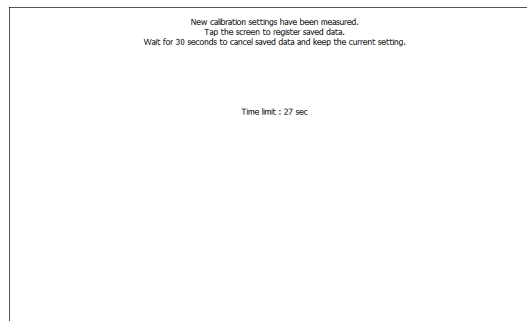 New calibration settings have been measured.
Tap the screen to register saved data.
Wait for 30 seconds to cancel saved data and keep the current setting.
Time limit : 27 sec